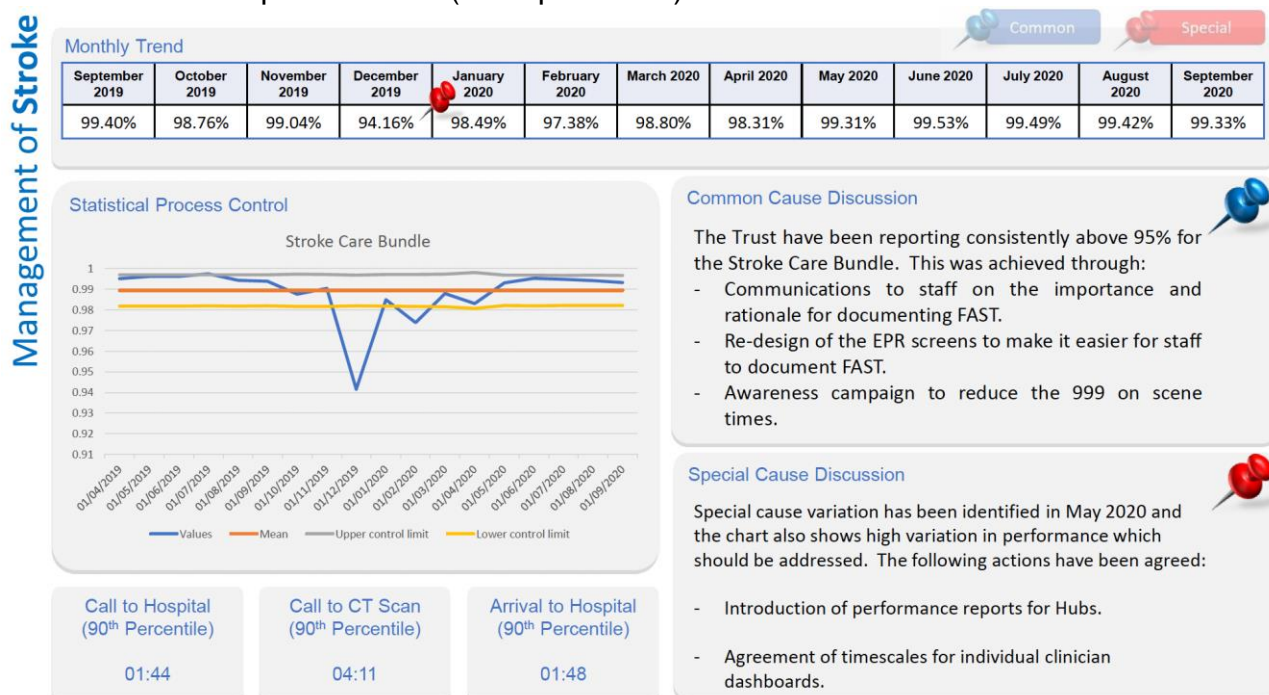 Management of Stroke
Common
Special
Monthly Trend
September 2019 October 2019 November 2019 December 2019 January 2020 February 2020 March 2020 April 2020 May 2020 June 2020 July 2020 August 2020 September 2020
99.40% 98.76% 99.04% 94.16% 98.49% 97.38% 98.80% 98.31% 99.31% 99.53% 99.49% 99.42% 99.33%
Statistical Process Control
Stroke Care Bundle
1
0.99
0.98
0.97
0.96
0.95
0.94
0.93
0.92
0.91
01/04/2019 01/05/2019 01/06/2019 01/07/2019 01/08/2019 01/09/2019 01/10/2019 01/11/2019 01/12/2019 01/01/2020 01/02/2020 01/03/2020 01/04/2020 01/05/2020 01/06/2020 01/07/2020 01/08/2020 01/09/2020
Values Mean Upper control limit Lower control limit
Common Cause Discussion
The Trust have been reporting consistently above 95% for
the Stroke Care Bundle. This was achieved through:
- Communications to staff on the importance and
rationale for documenting FAST.
- Re-design of the EPR screens to make it easier for staff
to document FAST.
- Awareness campaign to reduce the 999 on scene
times.
Special Cause Discussion
Special cause variation has been identified in May 2020 and
the chart also shows high variation in performance which
should be addressed. The following actions have been agreed:
- Introduction of performance reports for Hubs.
- Agreement of timescales for individual clinician
dashboards.
Call to Hospital
(90th Percentile)
01:44
Call to CT Scan
(90th Percentile)
04:11
Arrival to Hospital
(90th Percentile)
01:48